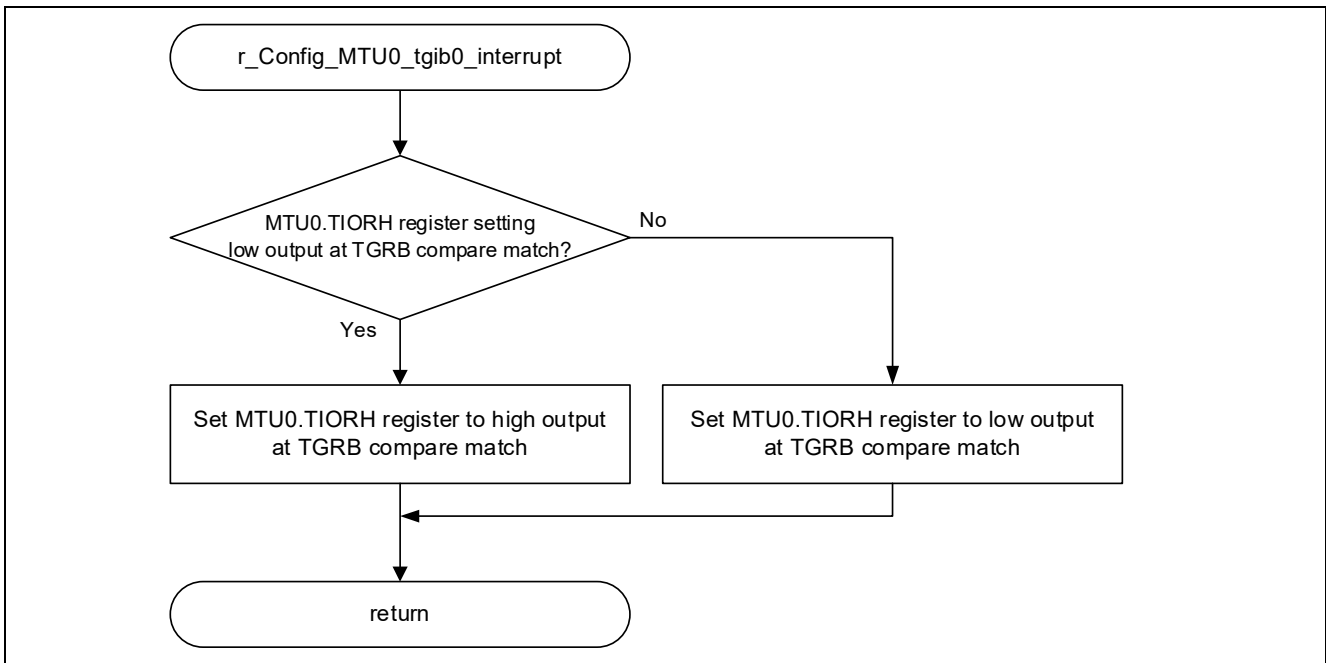 r_Config_MTU0_tgib0_interrupt
MTU0.TIORH register setting
low output at TGRB compare match?
No
Yes
Set MTU0.TIORH register to high output
at TGRB compare match
Set MTU0.TIORH register to low output
at TGRB compare match
return